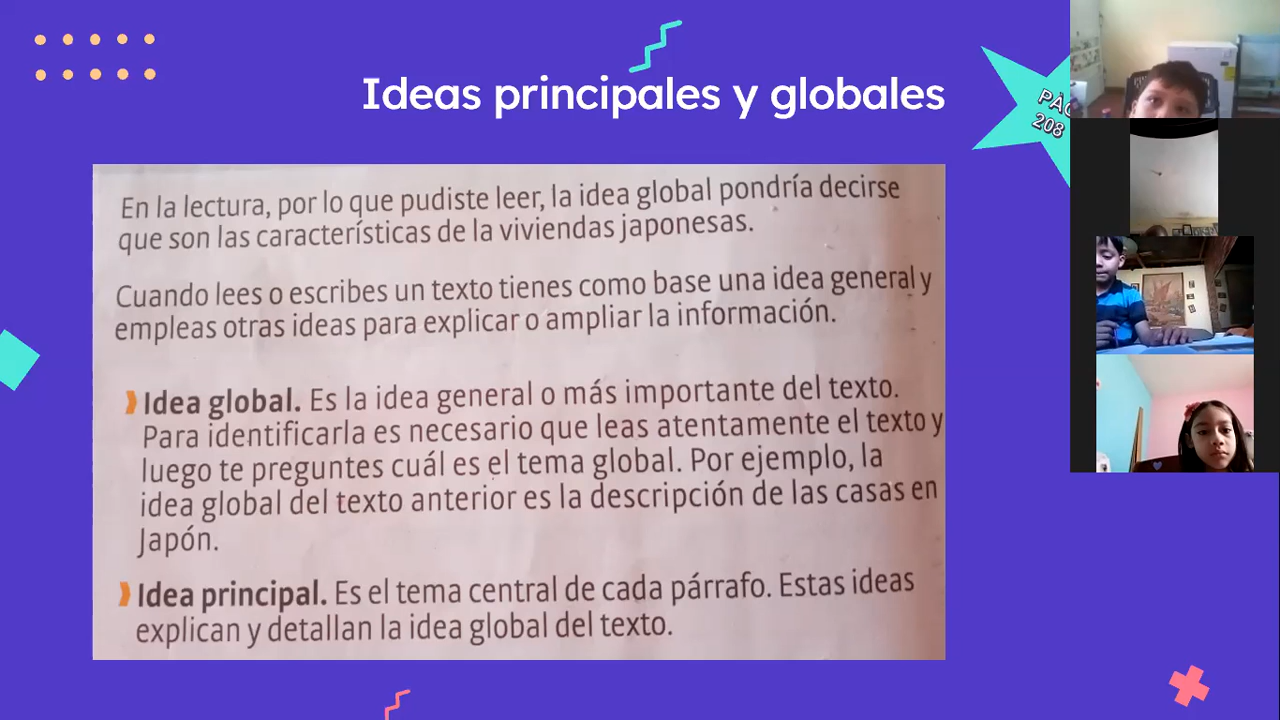 Ideas principales y globales
PÀG
208
En la lectura, por lo que pudiste leer, la idea global pondría decirse
que son las características de la viviendas japonesas.
Cuando lees o escribes un texto tienes como base una idea general y
empleas otras ideas para explicar o ampliar la información.
Idea global. Es la idea general o más importante del texto.
Para identificarla es necesario que leas atentamente el texto y
luego te preguntes cuál es el tema global. Por ejemplo, la
idea global del texto anterior es la descripción de las casas en
Japón.
Idea principal. Es el tema central de cada párrafo. Estas ideas
explican y detallan la idea global del texto.